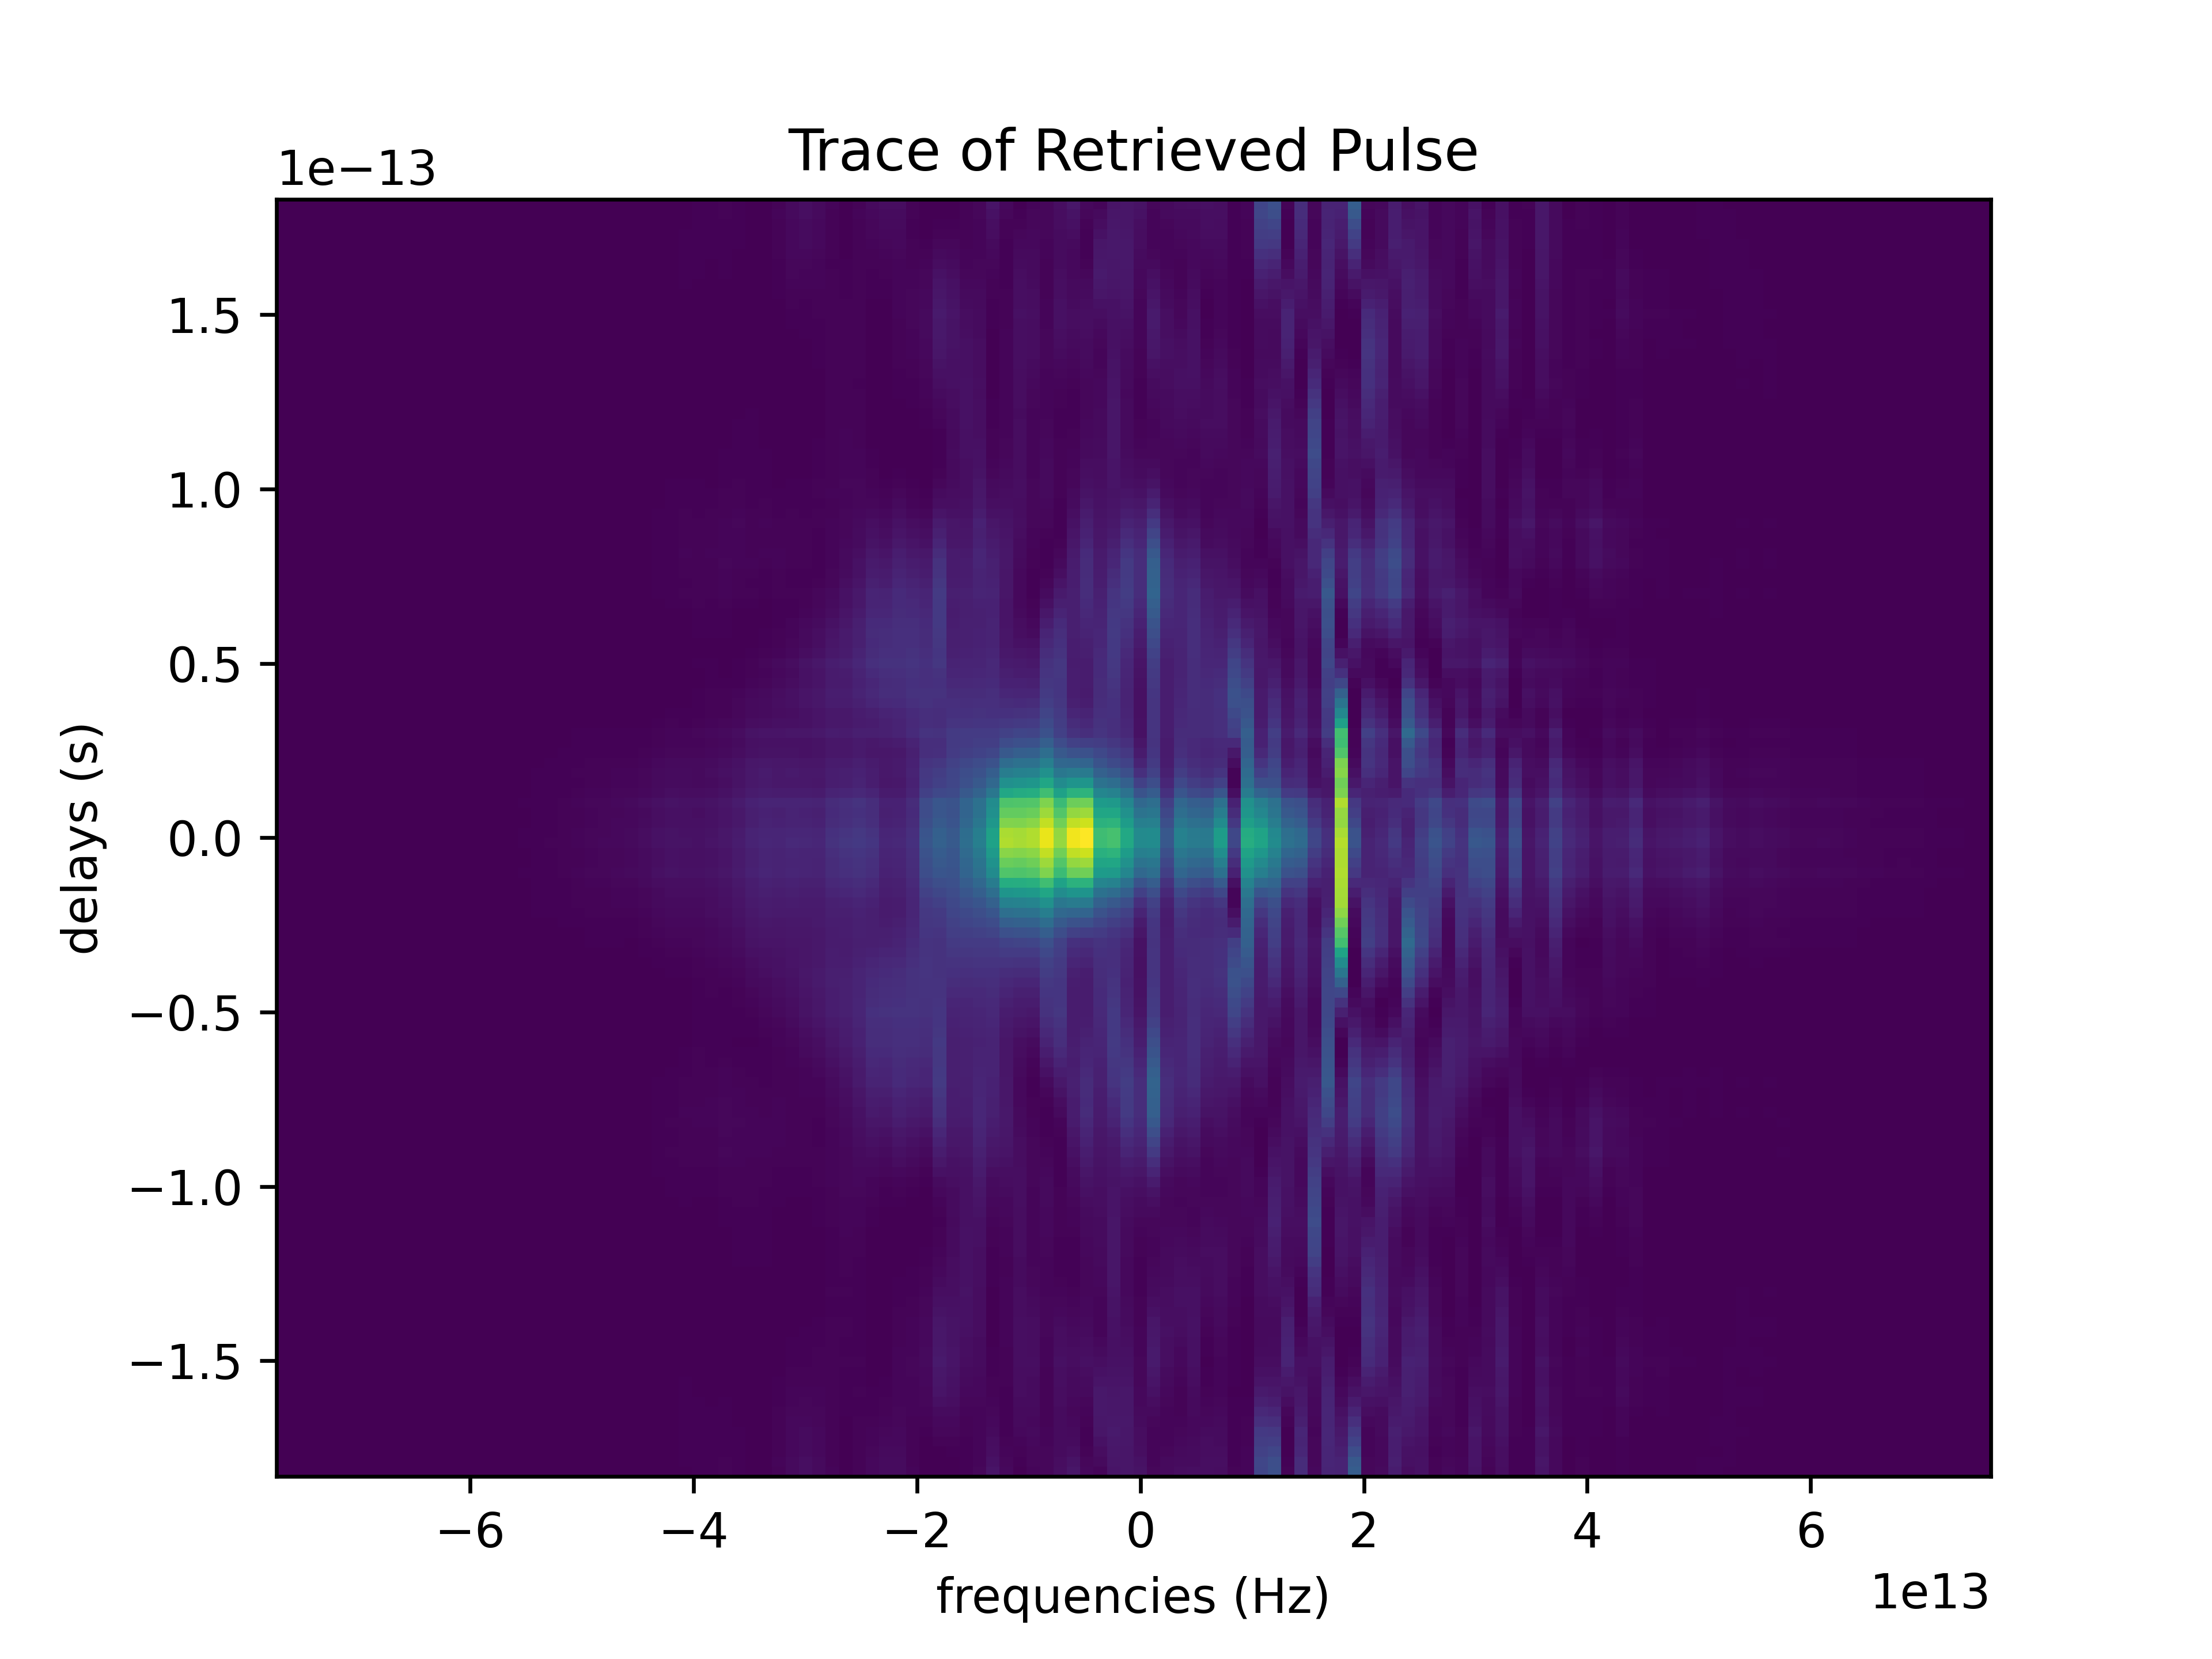 Trace of Retrieved Pulse
1e−13
1.5
1.0
0.5
0.0
−0.5
−1.0
−1.5
delays (s)
−6 −4 −2 0 2 4 6
frequencies (Hz)
1e13